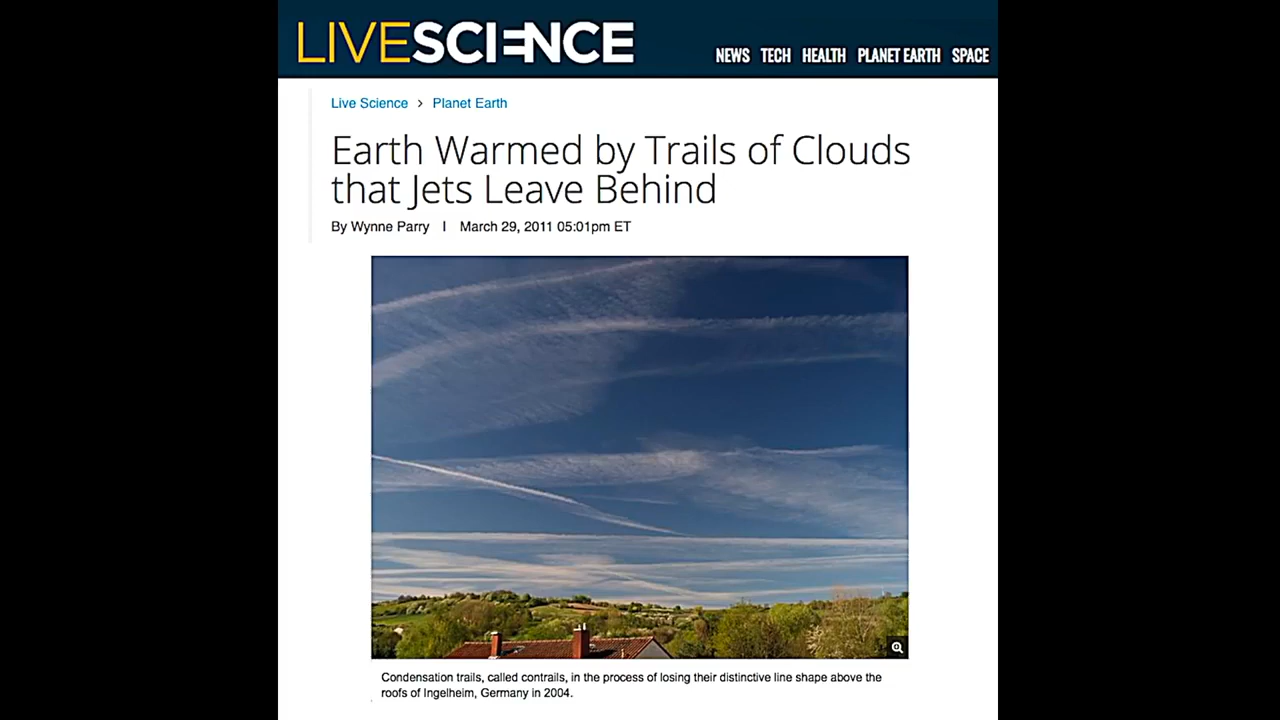 LIVESCIENCE
NEWS TECH HEALTH PLANET EARTH SPACE
Live Science > Planet Earth
Earth Warmed by Trails of Clouds
that Jets Leave Behind
By Wynne Parry | March 29, 2011 05:01pm ET
Condensation trails, called contrails, in the process of losing their distinctive line shape above the
roofs of Ingelheim, Germany in 2004.